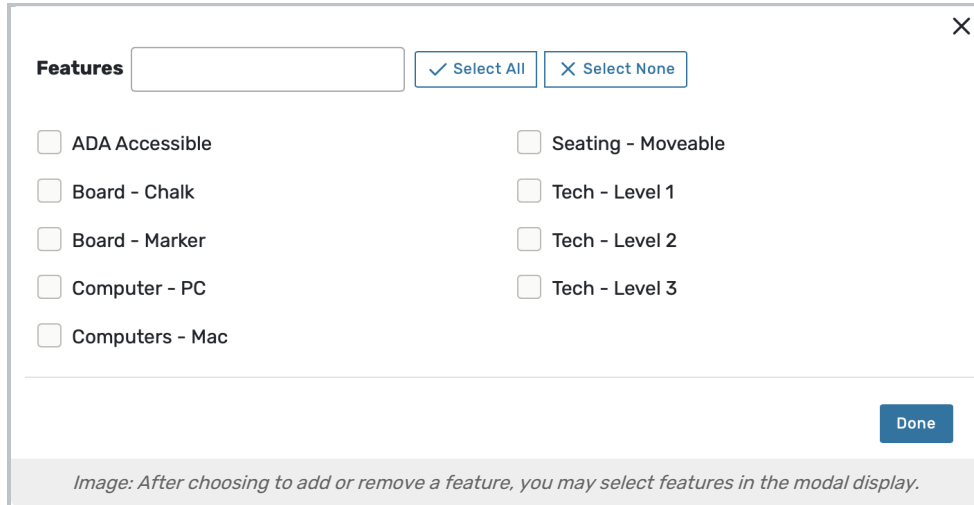 Features
Select All
Select None
ADA Accessible
Board - Chalk
Board - Marker
Computer - PC
Computers - Mac
Seating - Moveable
Tech - Level 1
Tech - Level 2
Tech - Level 3
Done
Image: After choosing to add or remove a feature, you may select features in the modal display.